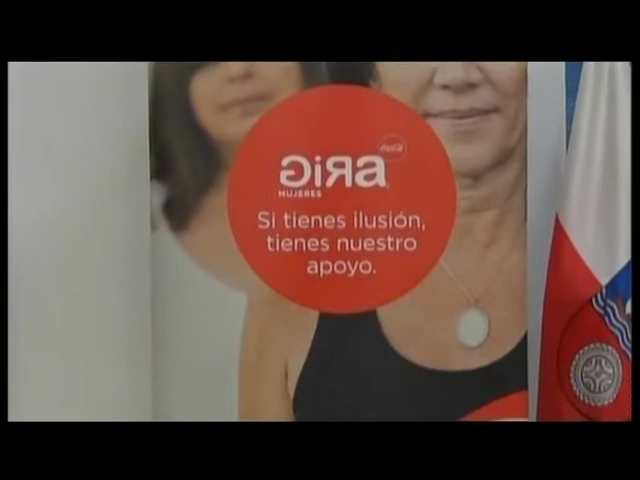 GiRa
MUJERES
Si tienes ilusión,
tienes nuestro
apoyo.